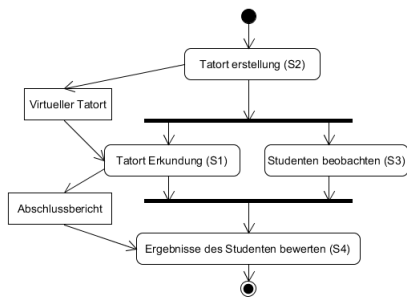 Tatort erstellung (S2)
Virtueller Tatort
Tatort Erkundung (S1)
Studenten beobachten (S3)
Abschlussbericht
Ergebnisse des Studenten bewerten (S4)